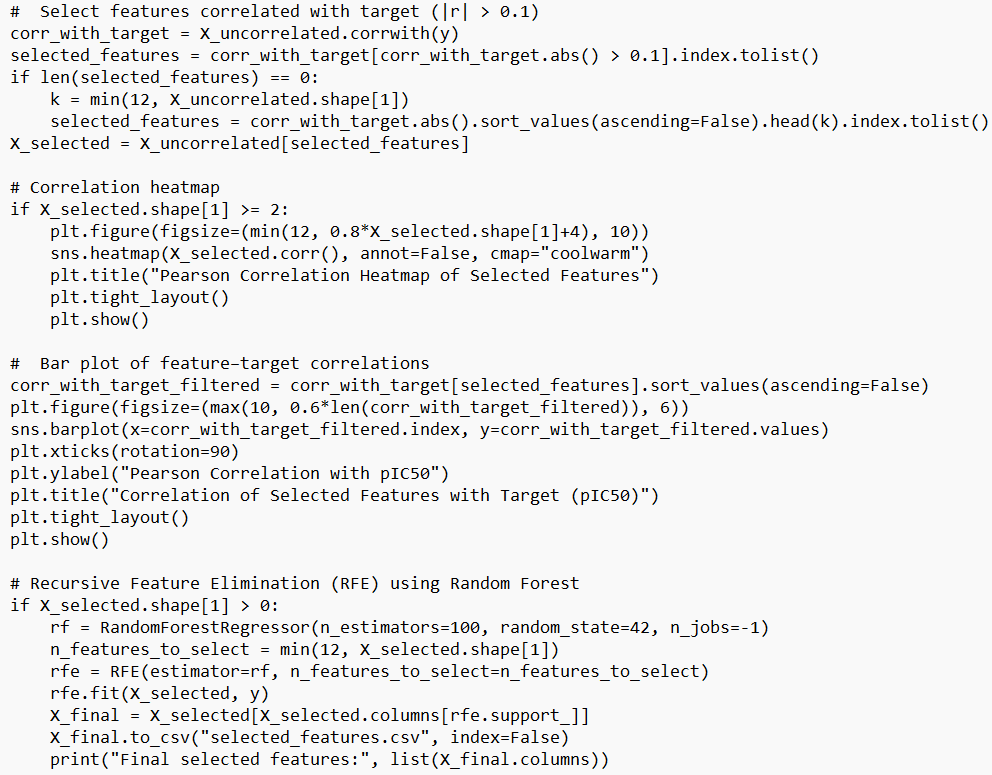 #  Select features correlated with target (|r| > 0.1)
corr_with_target = X_uncorrelated.corrwith(y)
selected_features = corr_with_target[corr_with_target.abs() > 0.1].index.tolist()
if len(selected_features) == 0:
    k = min(12, X_uncorrelated.shape[1])
    selected_features = corr_with_target.abs().sort_values(ascending=False).head(k).index.tolist()
X_selected = X_uncorrelated[selected_features]

# Correlation heatmap
if X_selected.shape[1] >= 2:
    plt.figure(figsize=(min(12, 0.8*X_selected.shape[1]+4), 10))
    sns.heatmap(X_selected.corr(), annot=False, cmap="coolwarm")
    plt.title("Pearson Correlation Heatmap of Selected Features")
    plt.tight_layout()
    plt.show()

#  Bar plot of feature–target correlations
corr_with_target_filtered = corr_with_target[selected_features].sort_values(ascending=False)
plt.figure(figsize=(max(10, 0.6*len(corr_with_target_filtered)), 6))
sns.barplot(x=corr_with_target_filtered.index, y=corr_with_target_filtered.values)
plt.xticks(rotation=90)
plt.ylabel("Pearson Correlation with pIC50")
plt.title("Correlation of Selected Features with Target (pIC50)")
plt.tight_layout()
plt.show()

# Recursive Feature Elimination (RFE) using Random Forest
if X_selected.shape[1] > 0:
    rf = RandomForestRegressor(n_estimators=100, random_state=42, n_jobs=-1)
    n_features_to_select = min(12, X_selected.shape[1])
    rfe = RFE(estimator=rf, n_features_to_select=n_features_to_select)
    rfe.fit(X_selected, y)
    X_final = X_selected[X_selected.columns[rfe.support_]]
    X_final.to_csv("selected_features.csv", index=False)
    print("Final selected features:", list(X_final.columns))